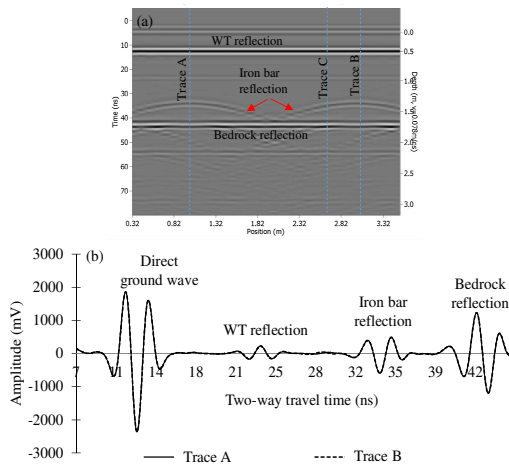 (a)
WT reflection
Trace A
Iron bar
reflection
Trace C
Trace B
Bedrock reflection
Time (ns)
0
10
20
30
40
50
60
70
0.0
0.5
1.0
1.5
2.0
3.0
0.32
0.82
1.32
1.82
2.32
2.82
3.32
Position (m)
(b)
Direct
ground wave
WT reflection
Iron bar
reflection
Bedrock
reflection
Amplitude (mV)
3000
2000
1000
0
-1000
-2000
-3000
7
11
14
18
21
25
28
32
35
39
42
Two-way travel time (ns)
Trace A
Trace B